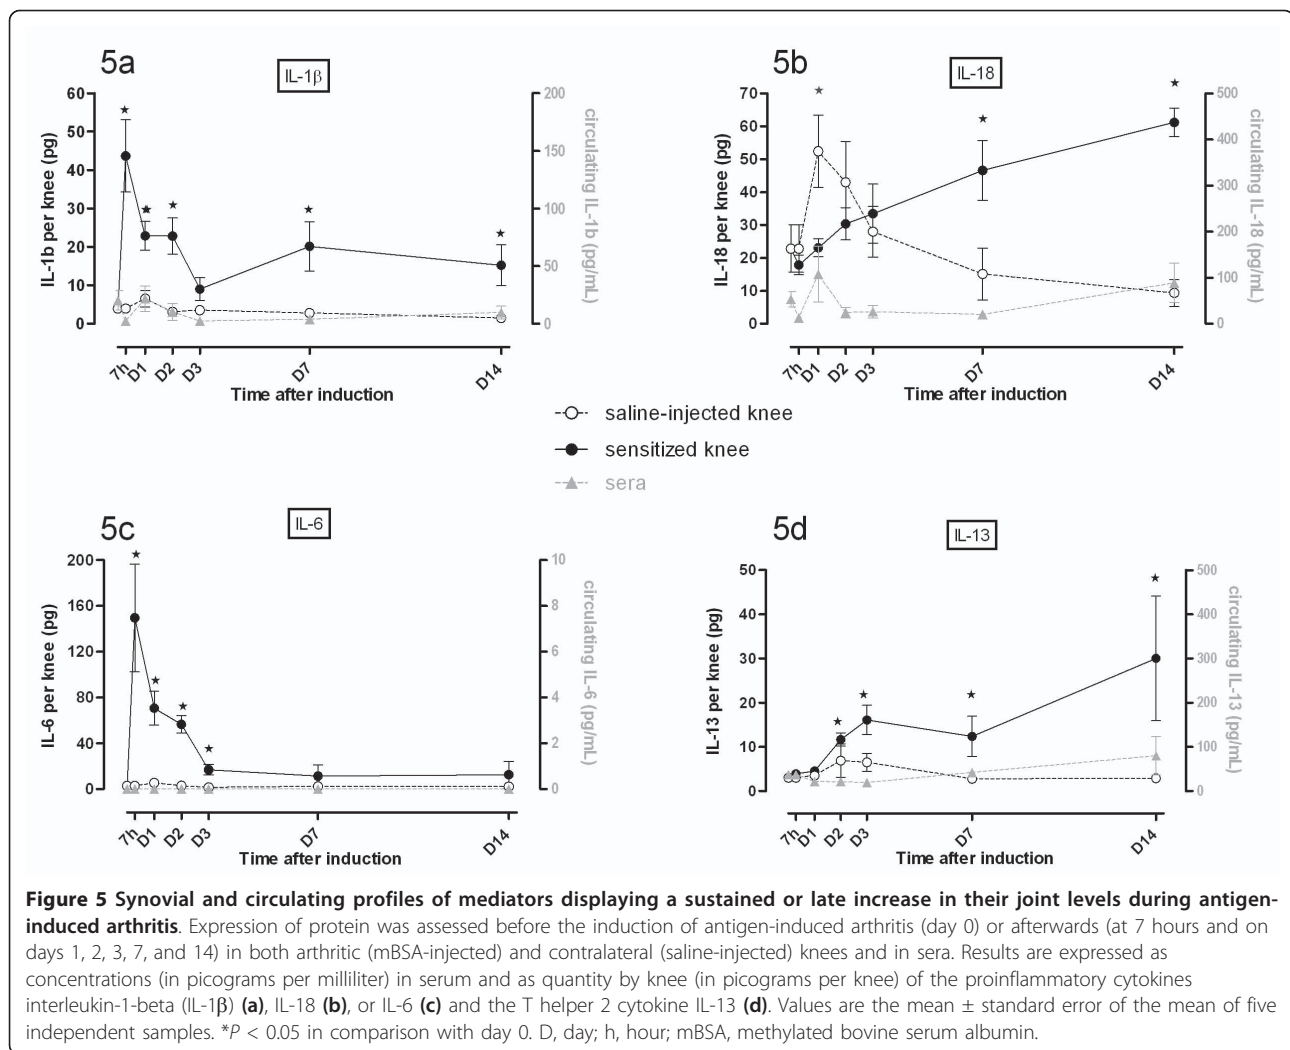 5a
IL-1β
60
50
40
30
20
10
0
IL-1b per knee (pg)
200
150
100
50
0
circulating IL-1b (pg/mL)
7h
D1
D2
D3
D7
D14
Time after induction
5b
IL-18
70
60
50
40
30
20
10
0
IL-18 per knee (pg)
500
400
300
200
100
0
circulating IL-18 (pg/mL)
7h
D1
D2
D3
D7
D14
Time after induction
saline-injected knee
sensitized knee
sera
5c
IL-6
200
160
120
80
40
0
IL-6 per knee (pg)
10
8
6
4
2
0
circulating IL-6 (pg/mL)
7h
D1
D2
D3
D7
D14
Time after induction
5d
IL-13
50
40
30
20
10
0
IL-13 per knee (pg)
500
400
300
200
100
0
circulating IL-13 (pg/mL)
7h
D1
D2
D3
D7
D14
Time after induction
Figure 5 Synovial and circulating profiles of mediators displaying a sustained or late increase in their joint levels during antigen-
induced arthritis. Expression of protein was assessed before the induction of antigen-induced arthritis (day 0) or afterwards (at 7 hours and on
days 1, 2, 3, 7, and 14) in both arthritic (mBSA-injected) and contralateral (saline-injected) knees and in sera. Results are expressed as
concentrations (in picograms per milliliter) in serum and as quantity by knee (in picograms per knee) of the proinflammatory cytokines
interleukin-1-beta (IL-1β) (a), IL-18 (b), or IL-6 (c) and the T helper 2 cytokine IL-13 (d). Values are the mean ± standard error of the mean of five
independent samples. *P < 0.05 in comparison with day 0. D, day; h, hour; mBSA, methylated bovine serum albumin.